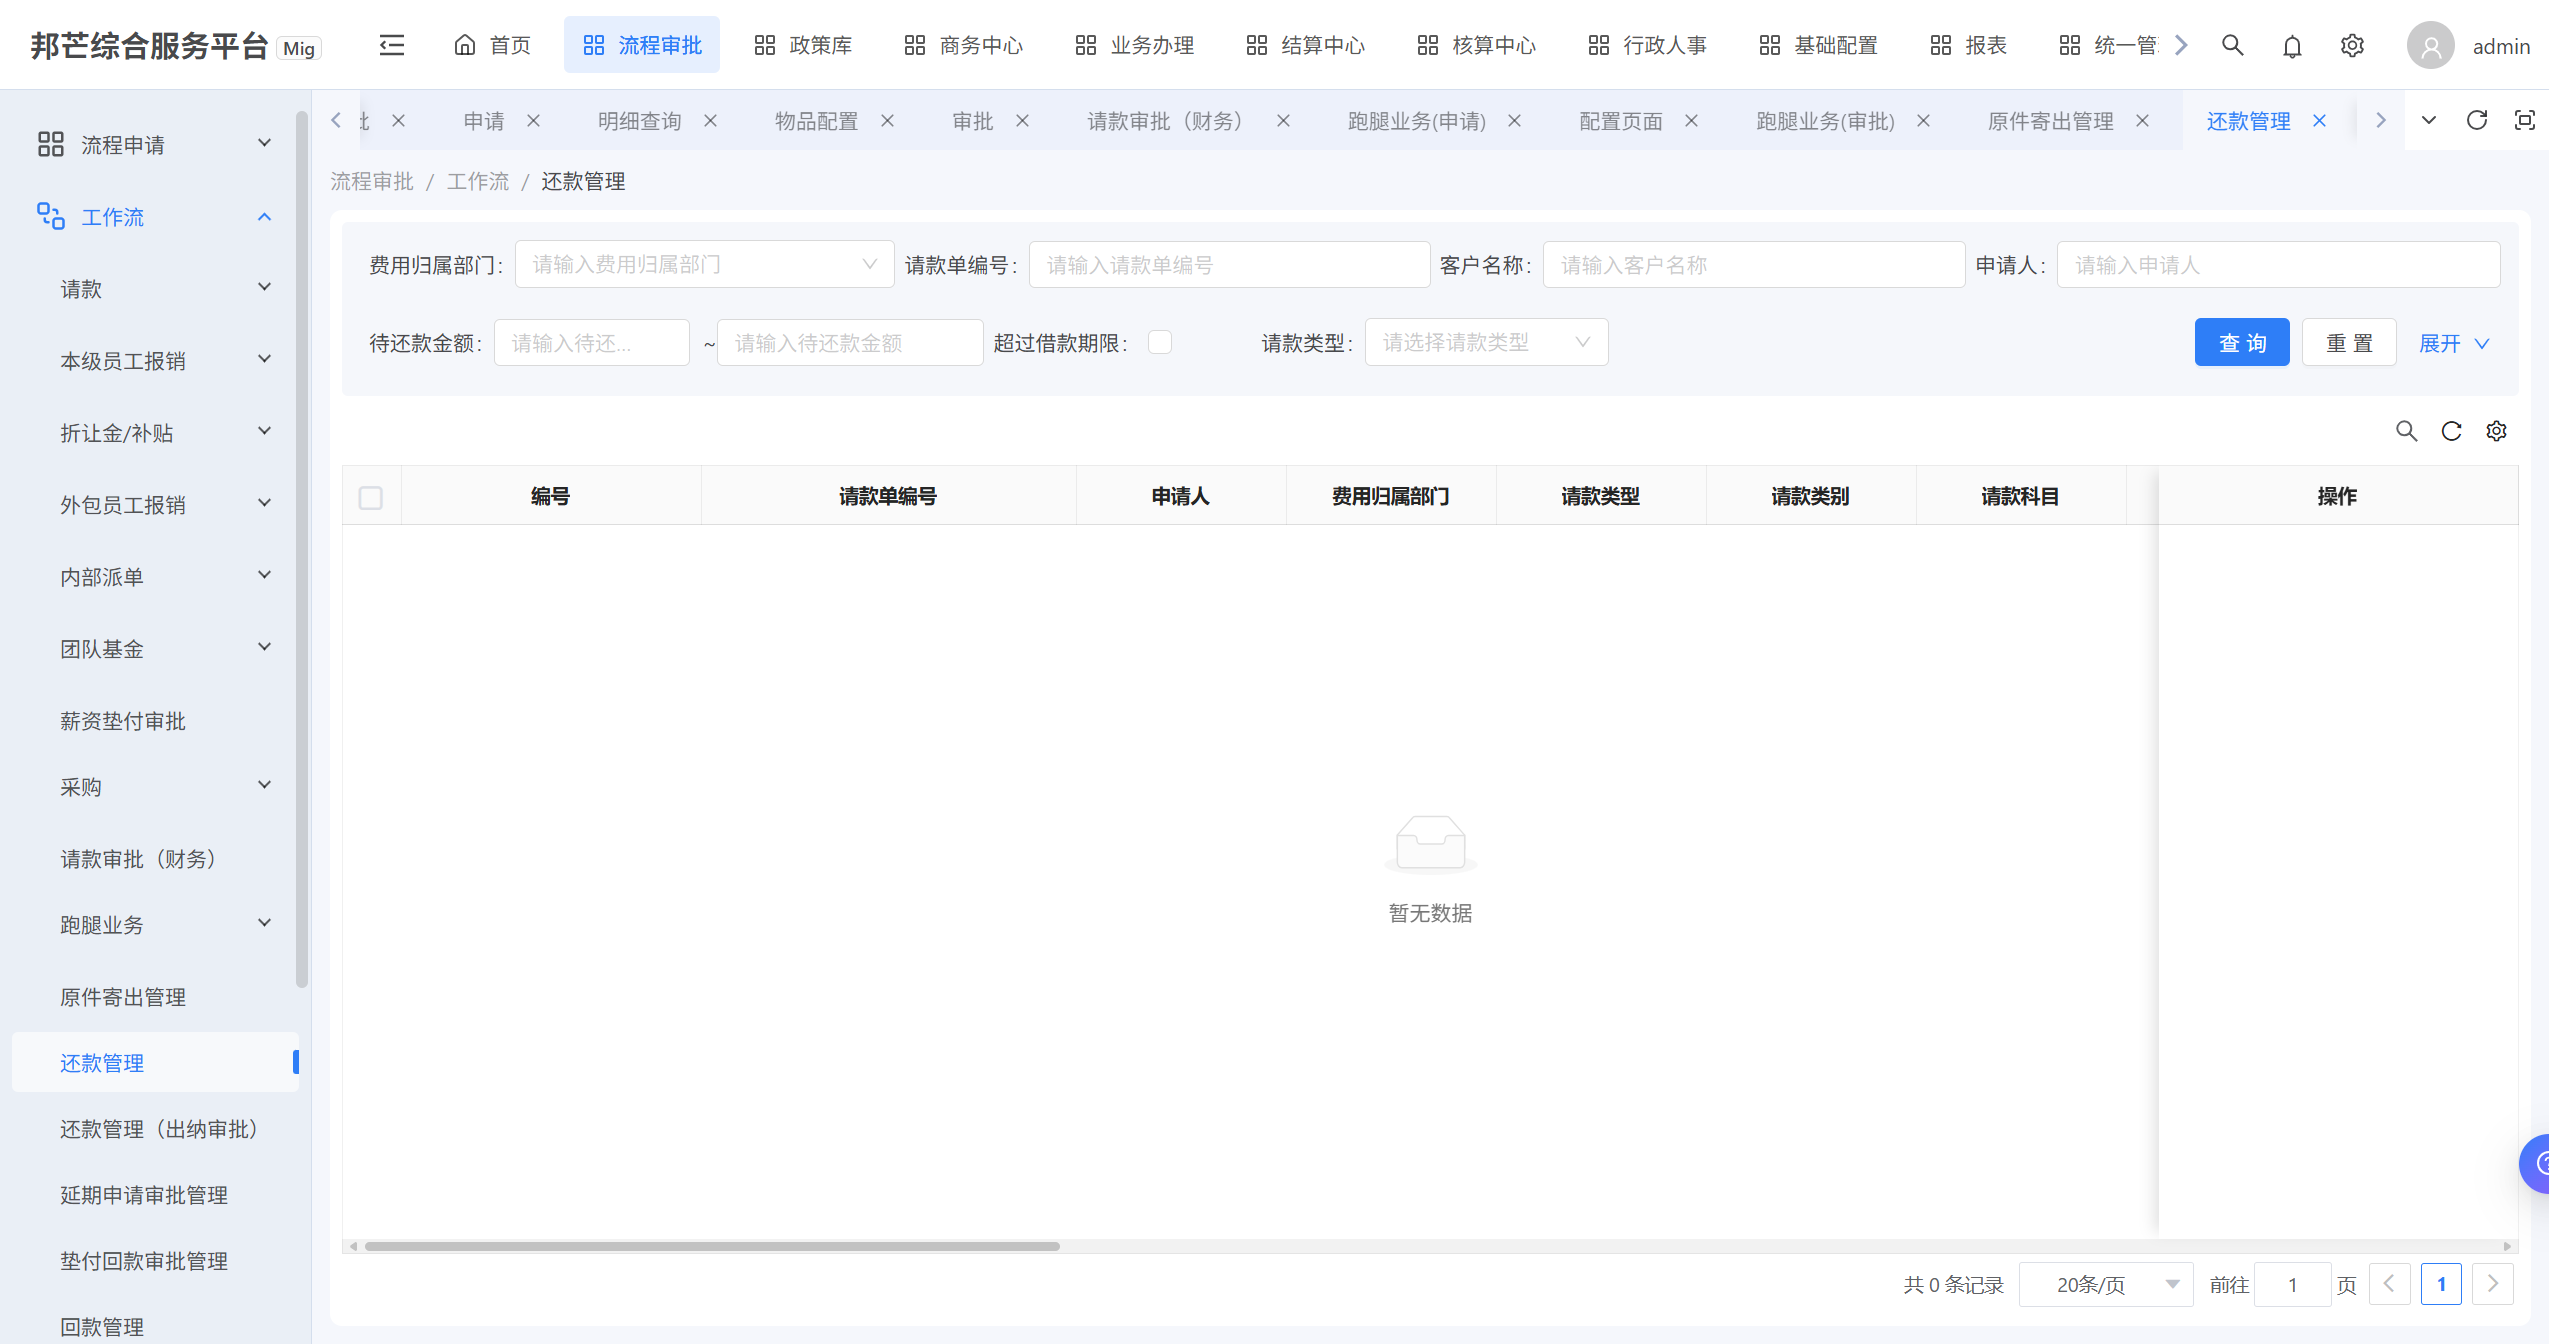 邦芒综合服务平台 Mig
首页 流程审批 政策库 商务中心 业务办理 结算中心 核算中心 行政人事 基础配置 报表 统一管 admin
申请 明细查询 物品配置 审批 请款审批（财务） 跑腿业务(申请) 配置页面 跑腿业务(审批) 原件寄出管理 还款管理
流程申请
工作流
请款
本级员工报销
折让金/补贴
外包员工报销
内部派单
团队基金
薪资垫付审批
采购
请款审批（财务）
跑腿业务
原件寄出管理
还款管理
还款管理（出纳审批）
延期申请审批管理
垫付回款审批管理
回款管理
流程审批 / 工作流 / 还款管理
费用归属部门: 请输入费用归属部门 请款单编号: 请输入请款单编号 客户名称: 请输入客户名称 申请人: 请输入申请人
待还款金额: 请输入待还... ~ 请输入待还款金额 超过借款期限: 请款类型: 请选择请款类型 查 询 重 置 展开
编号 请款单编号 申请人 费用归属部门 请款类型 请款类别 请款科目 操作
暂无数据
共 0 条记录 20条/页 前往 1 页 1